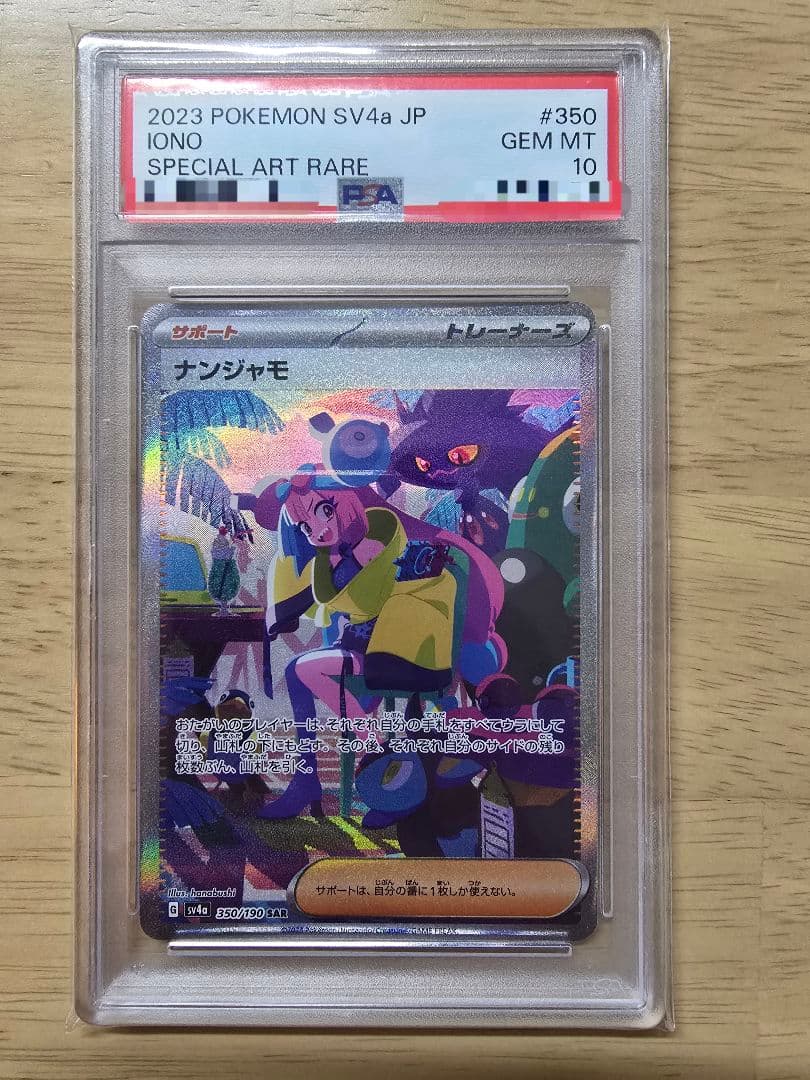 2023 POKEMON SV4a JP #350
IONO GEM MT
SPECIAL ART RARE 10
PSA
サポート トレーナーズ
ナンジャモ
おたがいのプレイヤーは、それぞれ自分の手札をすべてウラにして
切り、山札の下にもどす。その後、それぞれ自分のサイドの残り
枚数ぶん、山札を引く。
サポートは、自分の番に1枚しか使えない。
Illus. hanabushi
G sv4a 350/190 SAR